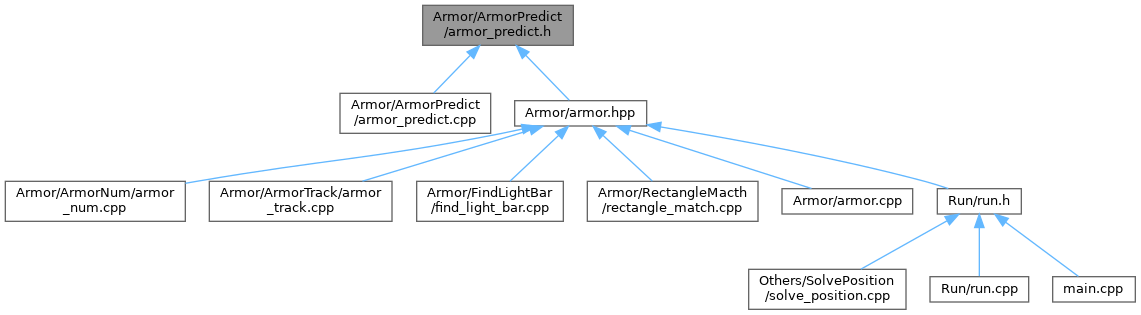 Armor/ArmorPredict
/armor_predict.h
Armor/ArmorPredict
/armor_predict.cpp
Armor/armor.hpp
Armor/ArmorNum/armor
_num.cpp
Armor/ArmorTrack/armor
_track.cpp
Armor/FindLightBar
/find_light_bar.cpp
Armor/RectangleMacth
/rectangle_match.cpp
Armor/armor.cpp
Run/run.h
Others/SolvePosition
/solve_position.cpp
Run/run.cpp
main.cpp